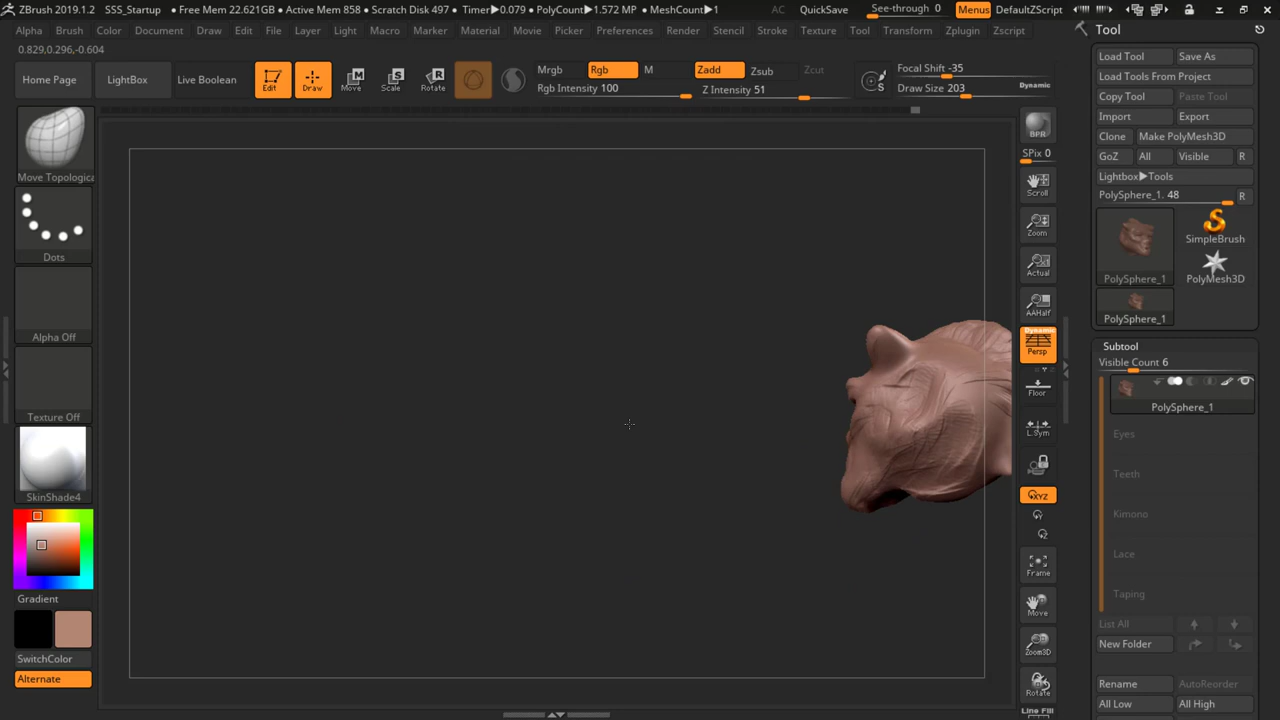 ZBrush 2019.1.2 SSS_Startup ● Free Mem 22.621GB ● Active Mem 858 ● Scratch Disk 497 ● Timer▶0.079 ● PolyCount▶1.572 MP ● MeshCount▶1 AC QuickSave See-through 0 Menus DefaultZScript
Alpha Brush Color Document Draw Edit File Layer Light Macro Marker Material Movie Picker Preferences Render Stencil Stroke Texture Tool Transform Zplugin Zscript
0.829,0.296,-0.604
Home Page LightBox Live Boolean Edit Draw Move Scale Rotate
Mrgb Rgb M Zadd Zsub Zcut
Rgb Intensity 100 Z Intensity 51
Focal Shift -35
Draw Size 203 Dynamic
Move Topologica
Dots
Alpha Off
Texture Off
SkinShade4
Gradient
SwitchColor
Alternate
BPR
SPix 0
Scroll
Zoom
Actual
AAHalf
Dynamic
Persp
Floor
L.Sym
XYZ
Y
Z
Frame
Move
Zoom3D
Rotate
Line Fill
Tool
Load Tool Save As
Load Tools From Project
Copy Tool Paste Tool
Import Export
Clone Make PolyMesh3D
GoZ All Visible R
Lightbox▶Tools
PolySphere_1. 48 R
PolySphere_1
SimpleBrush
PolyMesh3D
PolySphere_1
Subtool
Visible Count 6
PolySphere_1
Eyes
Teeth
Kimono
Lace
Taping
List All
New Folder
Rename AutoReorder
All Low All High